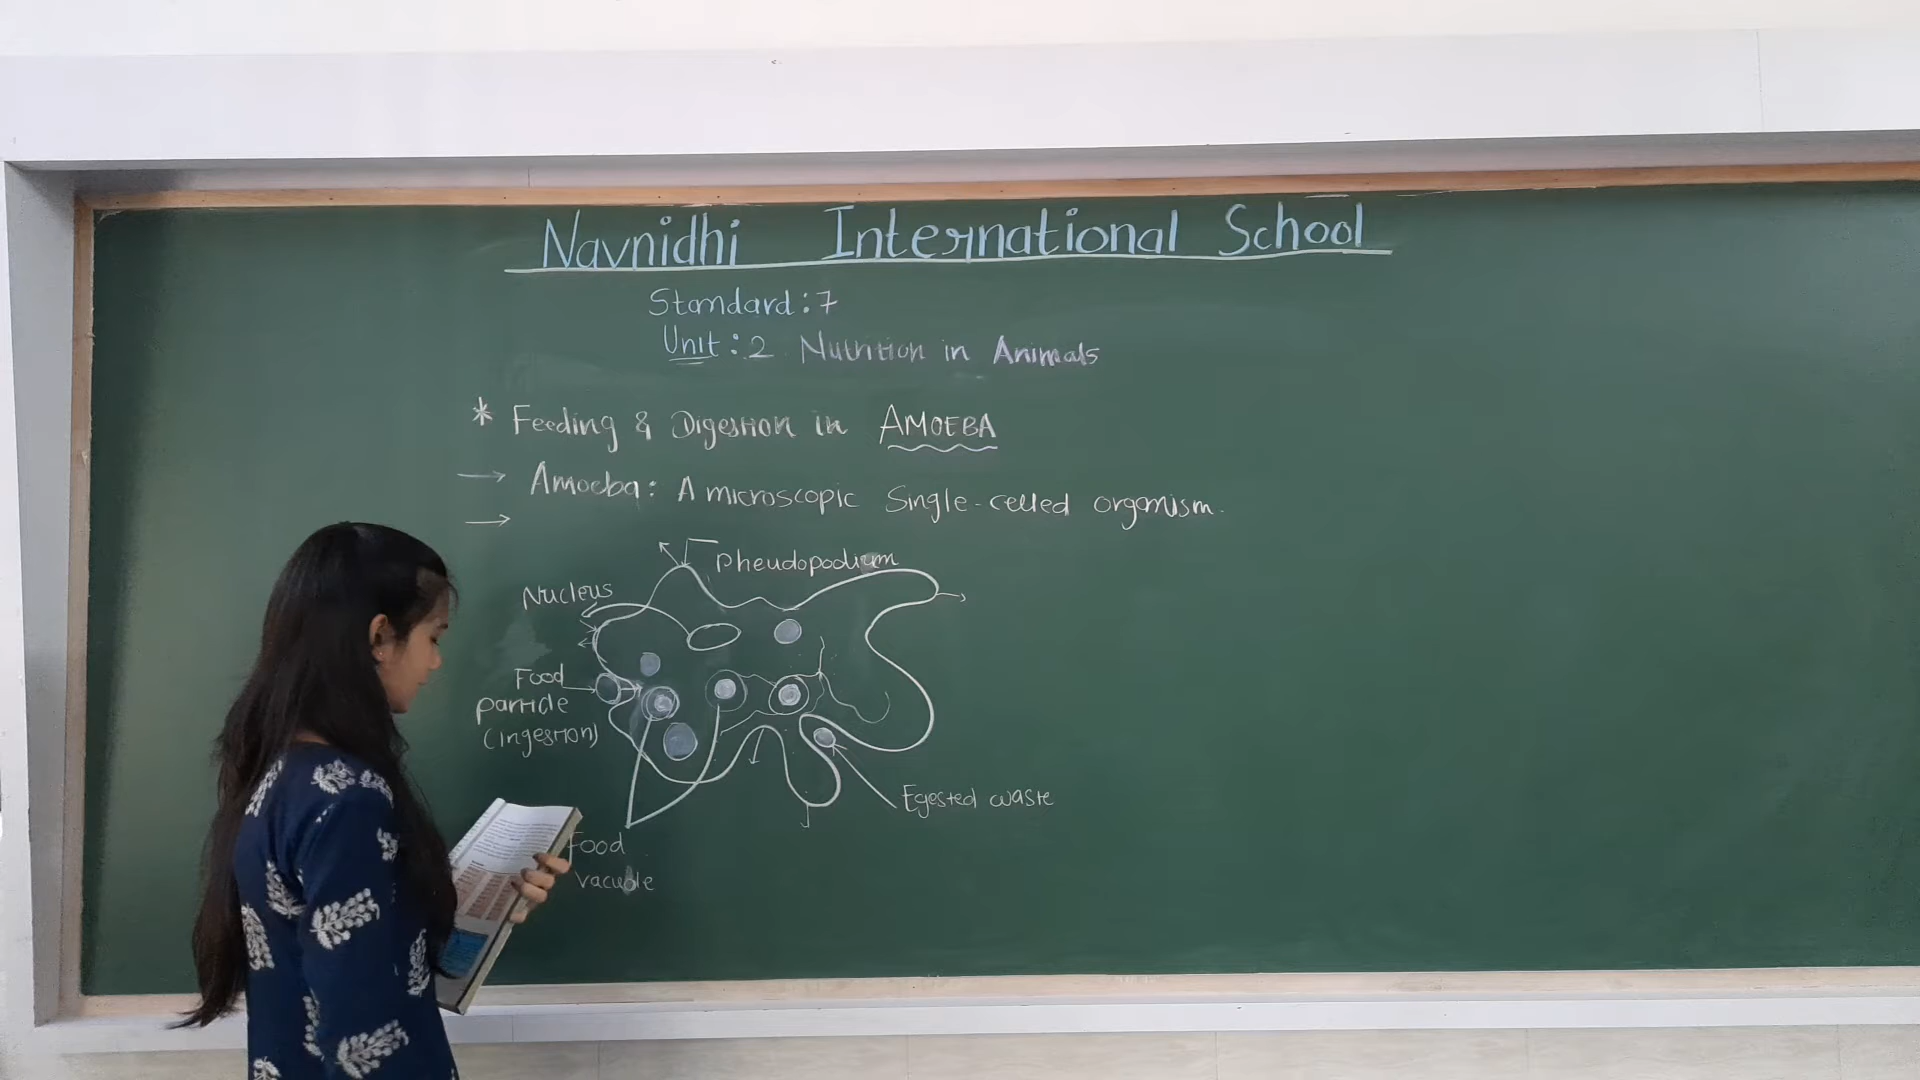 Navnidhi International School
Standard: 7
Unit: 2 Nutrition in Animals
* Feeding & Digestion in AMOEBA
→ Amoeba: A microscopic Single-celled organism.
→
Pheudopodium
Nucleus
Food
particle
(ingestion)
Egested waste
Food
vacuole